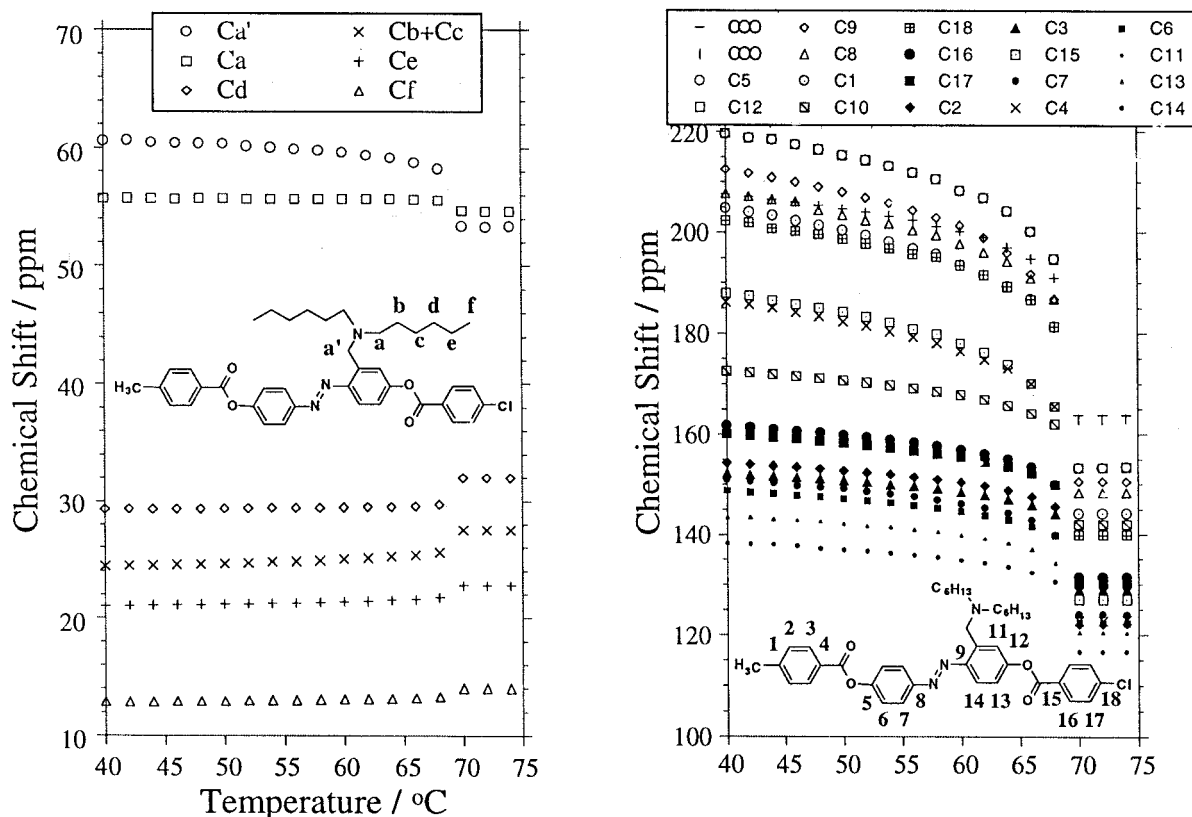 Chemical Shift / ppm
70
60
50
40
30
20
10
Ca'
Ca
Cd
Cb+Cc
Ce
Cf
b d f
N
a' a c e
H₃C
O
O
N
N
O
O
Cl
40 45 50 55 60 65 70 75
Temperature / °C
Chemical Shift / ppm
220
200
180
160
140
120
100
COO
COO
C5
C12
C9
C8
C1
C10
C18
C16
C17
C2
C3
C15
C7
C4
C6
C11
C13
C14
C₆H₁₃
N
C₆H₁₃
H₃C
1 2 3 4
O
O
5 6 7 8
N
N
9 11 12
14 13
O
O
15 16 17 18
Cl
40 45 50 55 60 65 70 75